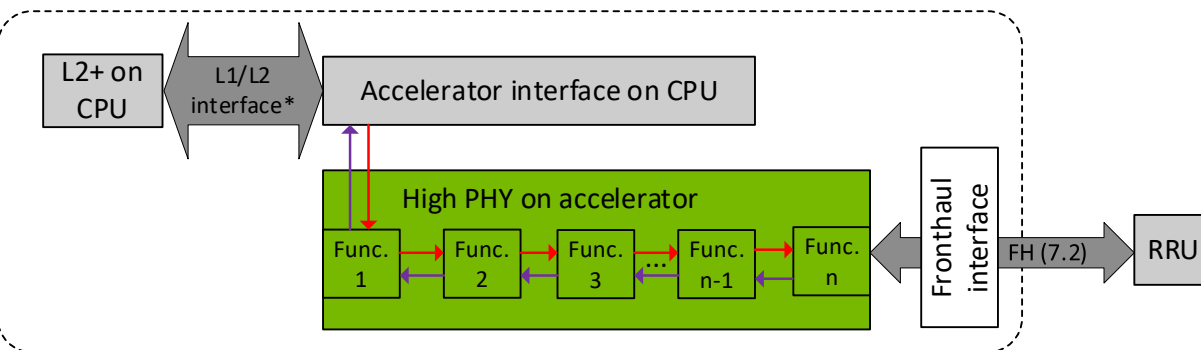 L2+ on
CPU
L1/L2
interface*
Accelerator interface on CPU
High PHY on accelerator
Func.
1
Func.
2
Func.
3
...
Func.
n-1
Func.
n
Fronthaul
interface
FH (7.2)
RRU